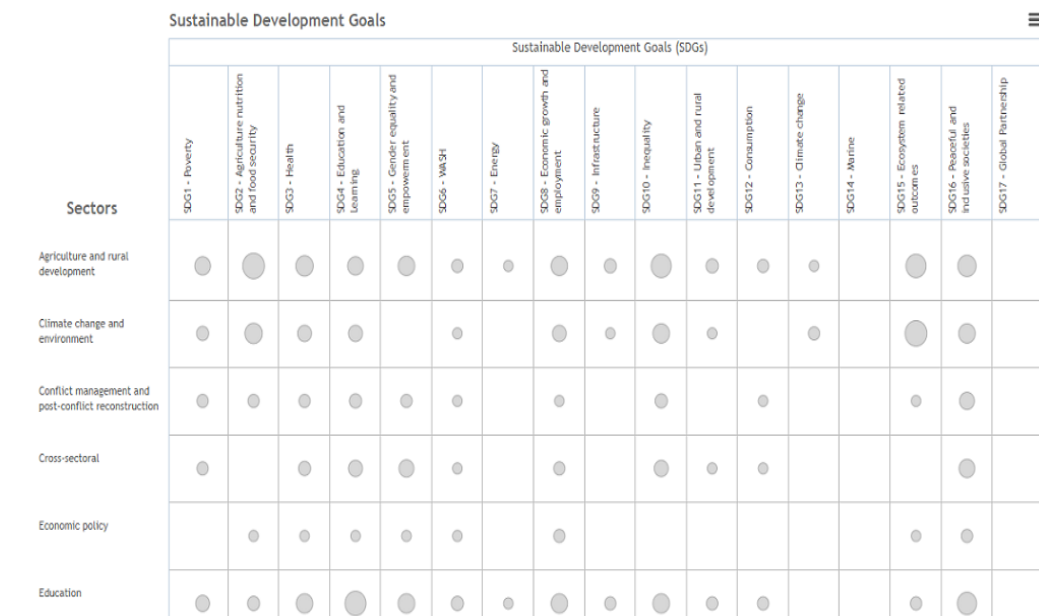 Sustainable Development Goals
Sustainable Development Goals (SDGs)
Sectors
SDG1 - Poverty
SDG2 - Agriculture nutrition
and food security
SDG3 - Health
SDG4 - Education and
Learning
SDG5 - Gender equality and
empowerment
SDG6 - WASH
SDG7 - Energy
SDG8 - Economic growth and
employment
SDG9 - Infrastructure
SDG10 - Inequality
SDG11 - Urban and rural
development
SDG12 - Consumption
SDG13 - Climate change
SDG14 - Marine
SDG15 - Ecosystem related
outcomes
SDG16 - Peaceful and
inclusive societies
SDG17 - Global Partnership
Agriculture and rural
development
Climate change and
environment
Conflict management and
post-conflict reconstruction
Cross-sectoral
Economic policy
Education